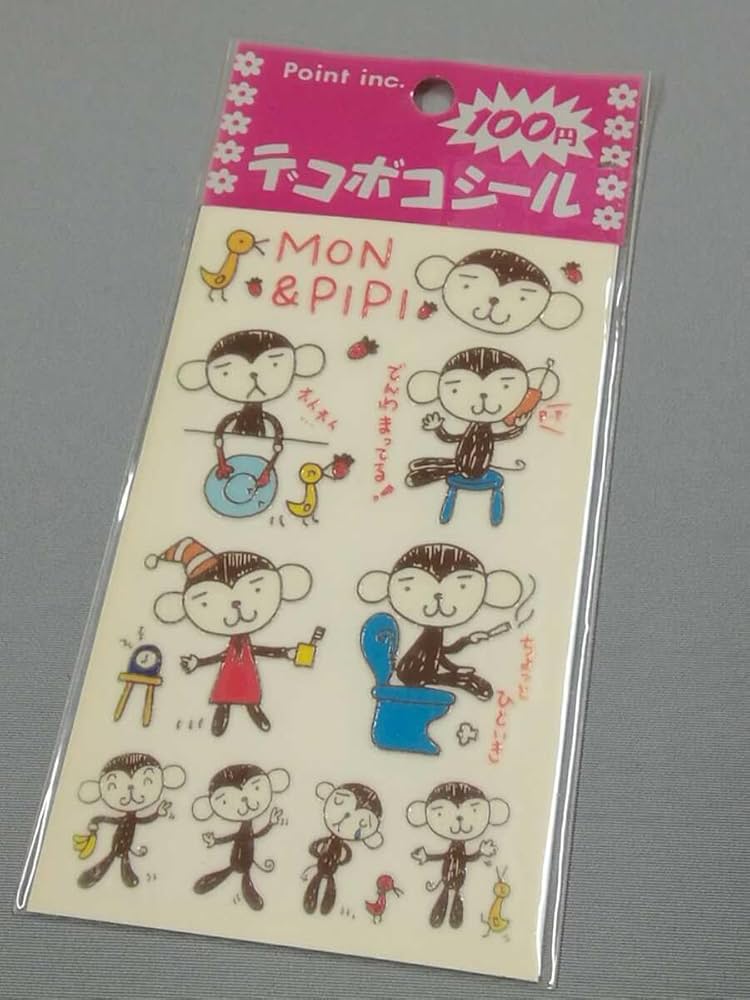 Point inc.
100円
デコボコシール
MON
&PIPI
でんわまってる!
ちょっと
ひといき